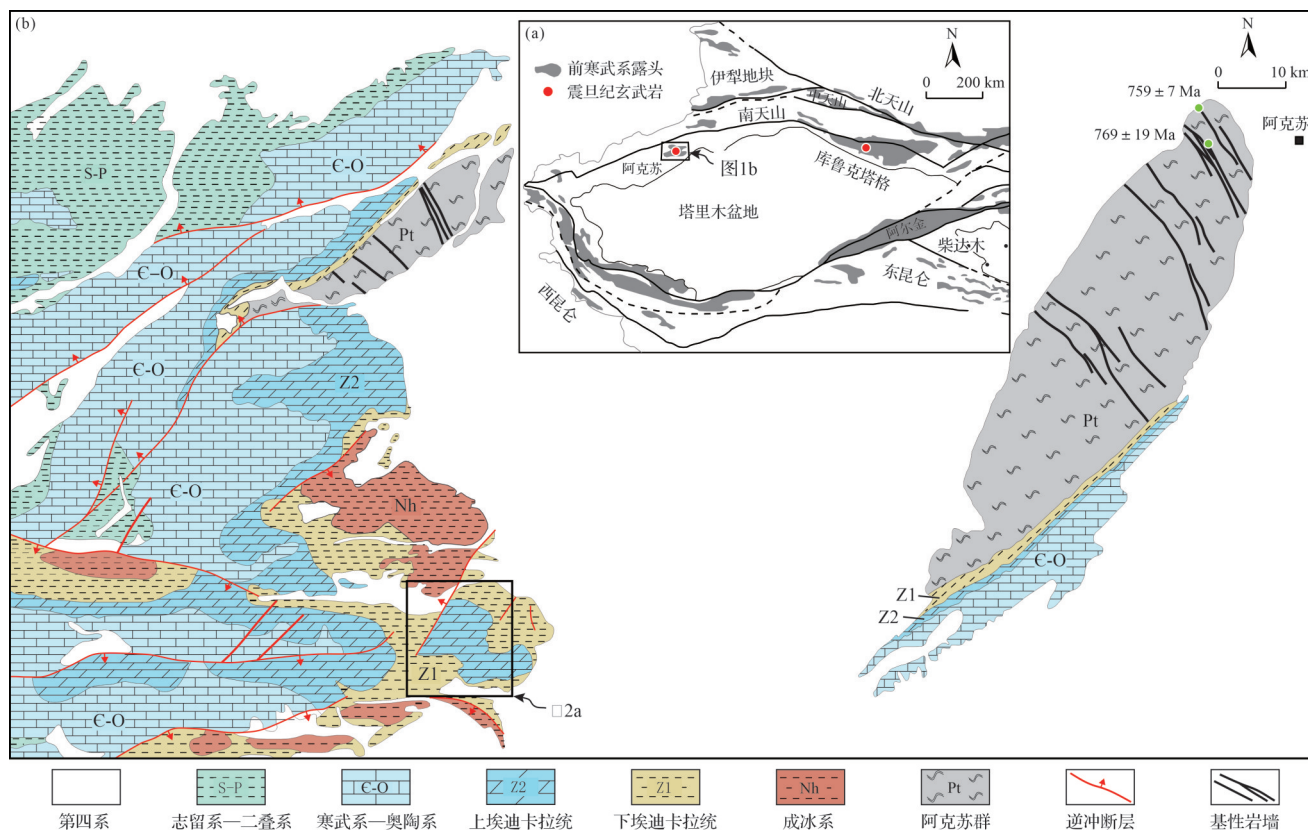 (b)
S-P
Є-O
Є-O
Є-O
Є-O
Є-O
Pt
Z2
Nh
Z1
□2a
(a)
前寒武系露头
震旦纪玄武岩
伊犁地块
中天山
北天山
南天山
N
0 200 km
阿克苏
图1b
库鲁克塔格
塔里木盆地
阿尔金
柴达木
东昆仑
西昆仑
N
0 10 km
759 ± 7 Ma
769 ± 19 Ma
阿克苏
Pt
Є-O
Z1
Z2
S-P
Є-O
Z2
Z1
Nh
Pt
第四系
志留系—二叠系
寒武系—奥陶系
上埃迪卡拉统
下埃迪卡拉统
成冰系
阿克苏群
逆冲断层
基性岩墙